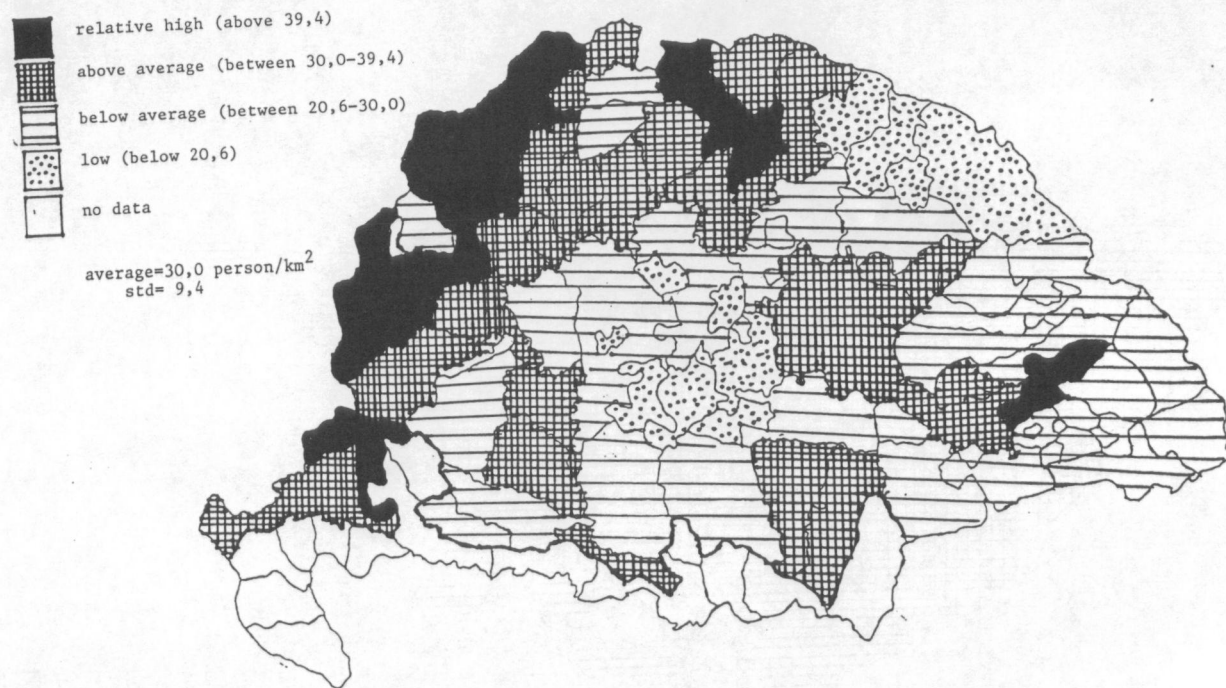 relative high (above 39,4)
above average (between 30,0-39,4)
below average (between 20,6-30,0)
low (below 20,6)
no data
average=30,0 person/km²
std= 9,4